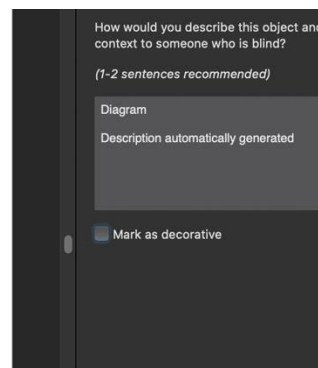 How would you describe this object and
context to someone who is blind?
(1-2 sentences recommended)
Diagram
Description automatically generated
Mark as decorative